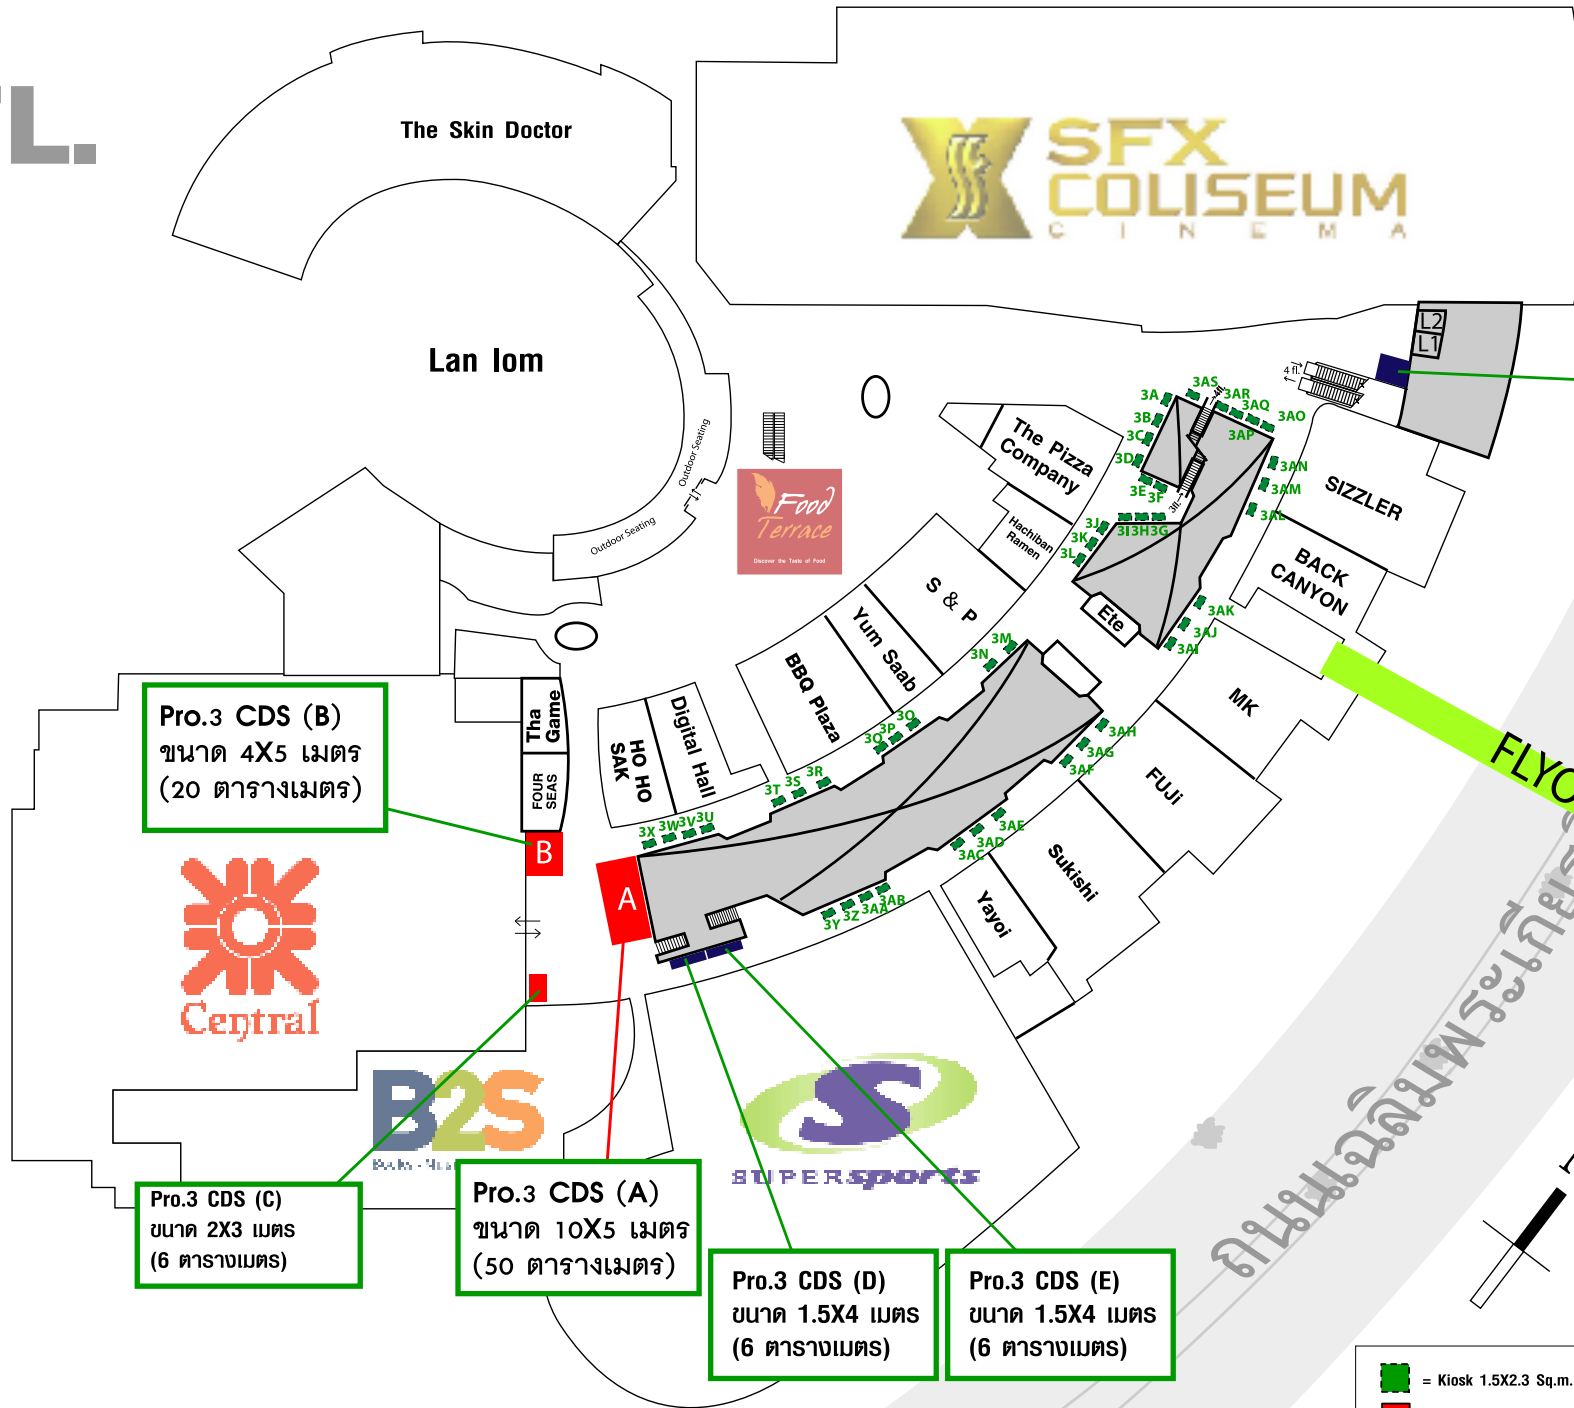 L.
The Skin Doctor
SFX
COLISEUM
CINEMA
Lan lom
Outdoor Seating
Outdoor Seating
Food
Terrace
Discover the Taste of Food
L2
L1
4 fl.
3A
3AS
3AR
3AQ
3AO
3AP
3B
3C
3D
3E
3F
3fl.
3AN
3AM
3AL
3J
3I3H3G
3K
3L
3AK
3AJ
3AI
The Pizza
Company
Hachiban
Ramen
SIZZLER
BACK
CANYON
Ete
S & P
Yum Saab
BBQ Plaza
Digital Hall
HO HO
SAK
Tha
Game
FOUR
SEAS
MK
FUJi
Sukishi
Yayoi
3M
3N
3O
3P
3Q
3R
3S
3T
3U
3V
3W
3X
3AH
3AG
3AF
3AE
3AD
3AC
3AB
3AA
3Z
3Y
FLYO
Pro.3 CDS (B)
ขนาด 4X5 เมตร
(20 ตารางเมตร)
B
A
Central
B2S
SUPERsports
Pro.3 CDS (C)
ขนาด 2X3 เมตร
(6 ตารางเมตร)
Pro.3 CDS (A)
ขนาด 10X5 เมตร
(50 ตารางเมตร)
Pro.3 CDS (D)
ขนาด 1.5X4 เมตร
(6 ตารางเมตร)
Pro.3 CDS (E)
ขนาด 1.5X4 เมตร
(6 ตารางเมตร)
= Kiosk 1.5X2.3 Sq.m.